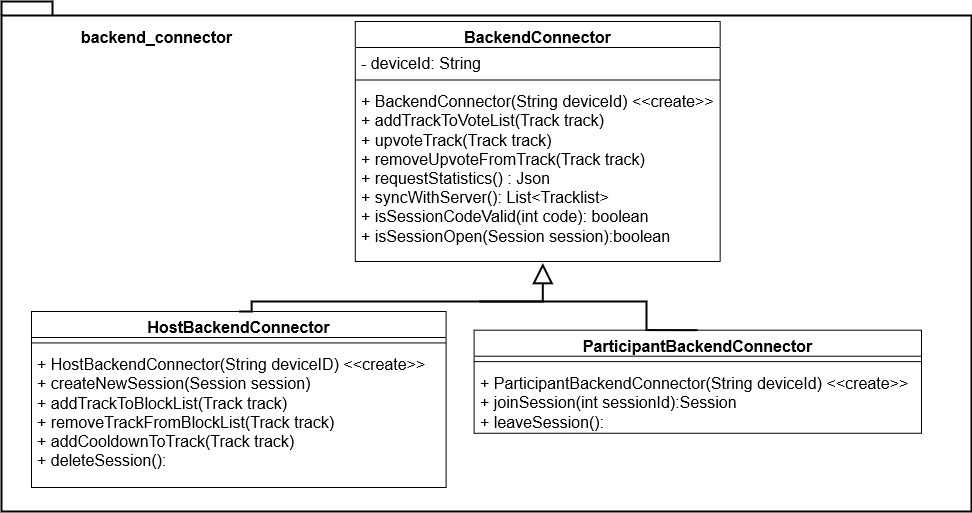 backend_connector
BackendConnector
- deviceId: String
+ BackendConnector(String deviceId) <<create>>
+ addTrackToVoteList(Track track)
+ upvoteTrack(Track track)
+ removeUpvoteFromTrack(Track track)
+ requestStatistics() : Json
+ syncWithServer(): List<Tracklist>
+ isSessionCodeValid(int code): boolean
+ isSessionOpen(Session session):boolean
HostBackendConnector
+ HostBackendConnector(String deviceID) <<create>>
+ createNewSession(Session session)
+ addTrackToBlockList(Track track)
+ removeTrackFromBlockList(Track track)
+ addCooldownToTrack(Track track)
+ deleteSession():
ParticipantBackendConnector
+ ParticipantBackendConnector(String deviceId) <<create>>
+ joinSession(int sessionId):Session
+ leaveSession():